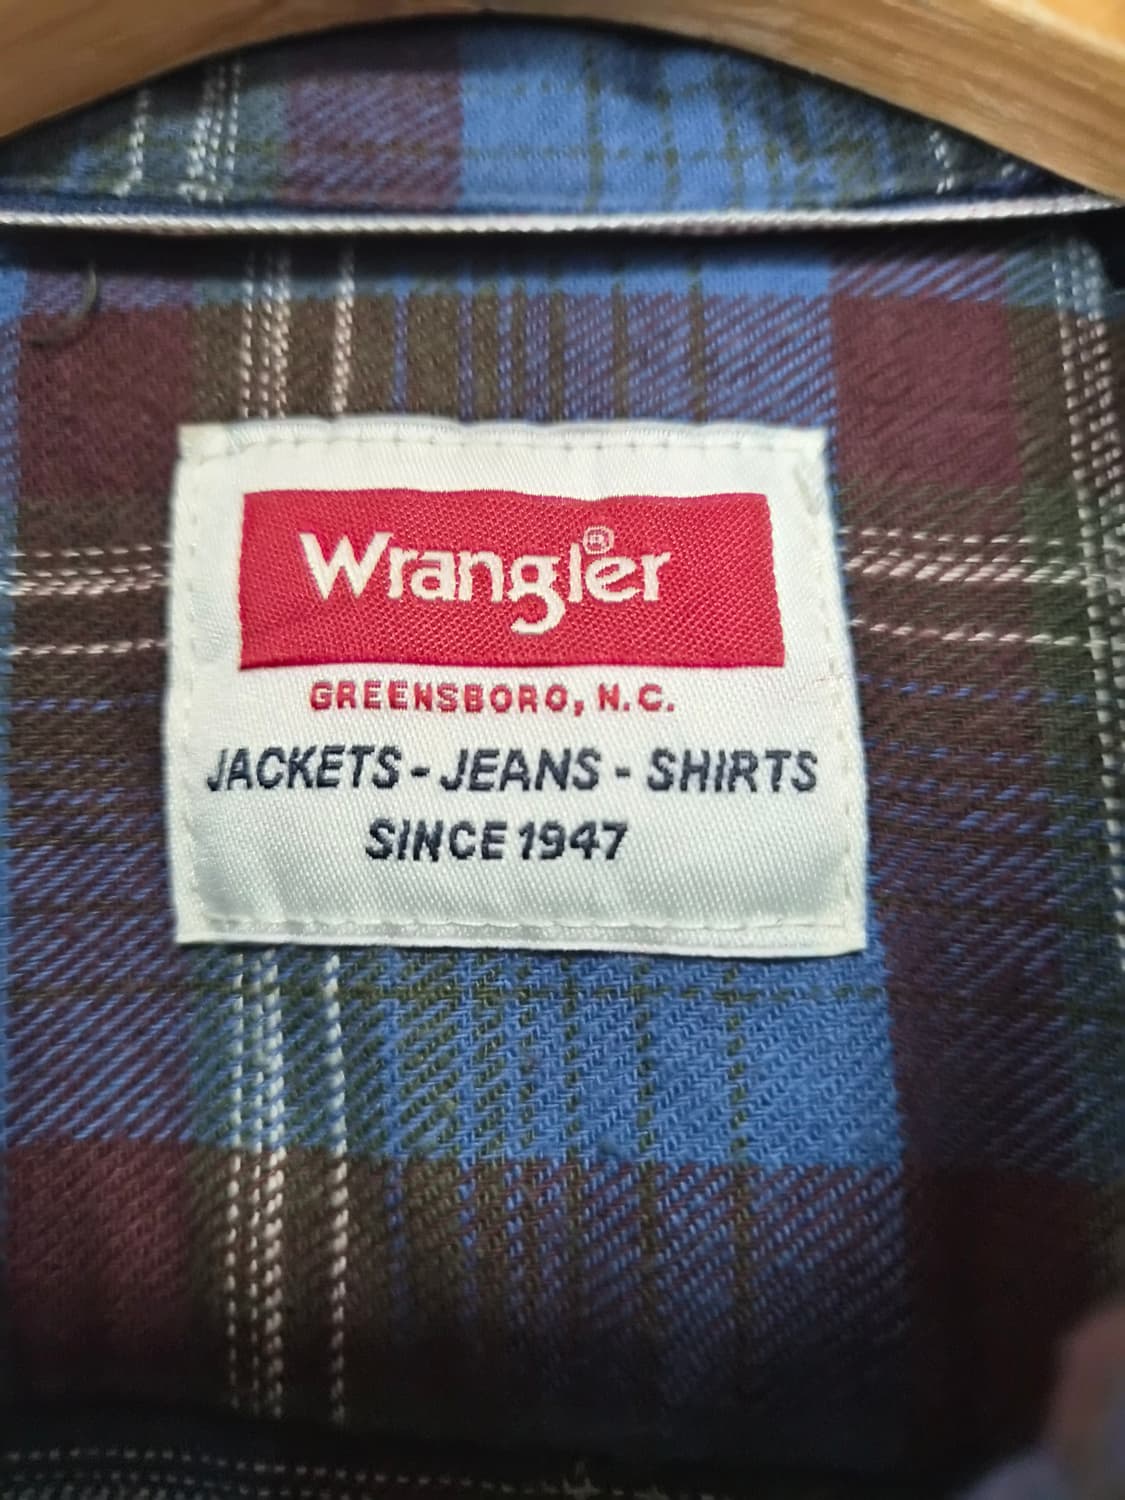 Wrangler®
GREENSBORO, N.C.
JACKETS - JEANS - SHIRTS
SINCE 1947